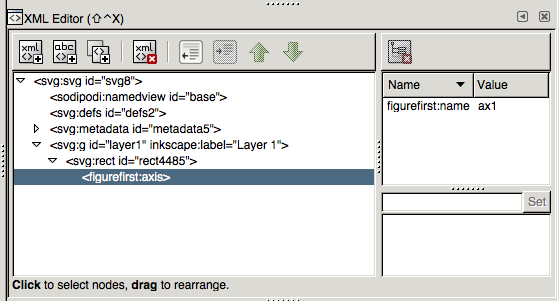 XML Editor (⇧^X)
xml abc xml
<svg:svg id="svg8">
<sodipodi:namedview id="base">
<svg:defs id="defs2">
<svg:metadata id="metadata5">
<svg:g id="layer1" inkscape:label="Layer 1">
<svg:rect id="rect4485">
<figurefirst:axis>
Name Value
figurefirst:name ax1
Set
Click to select nodes, drag to rearrange.